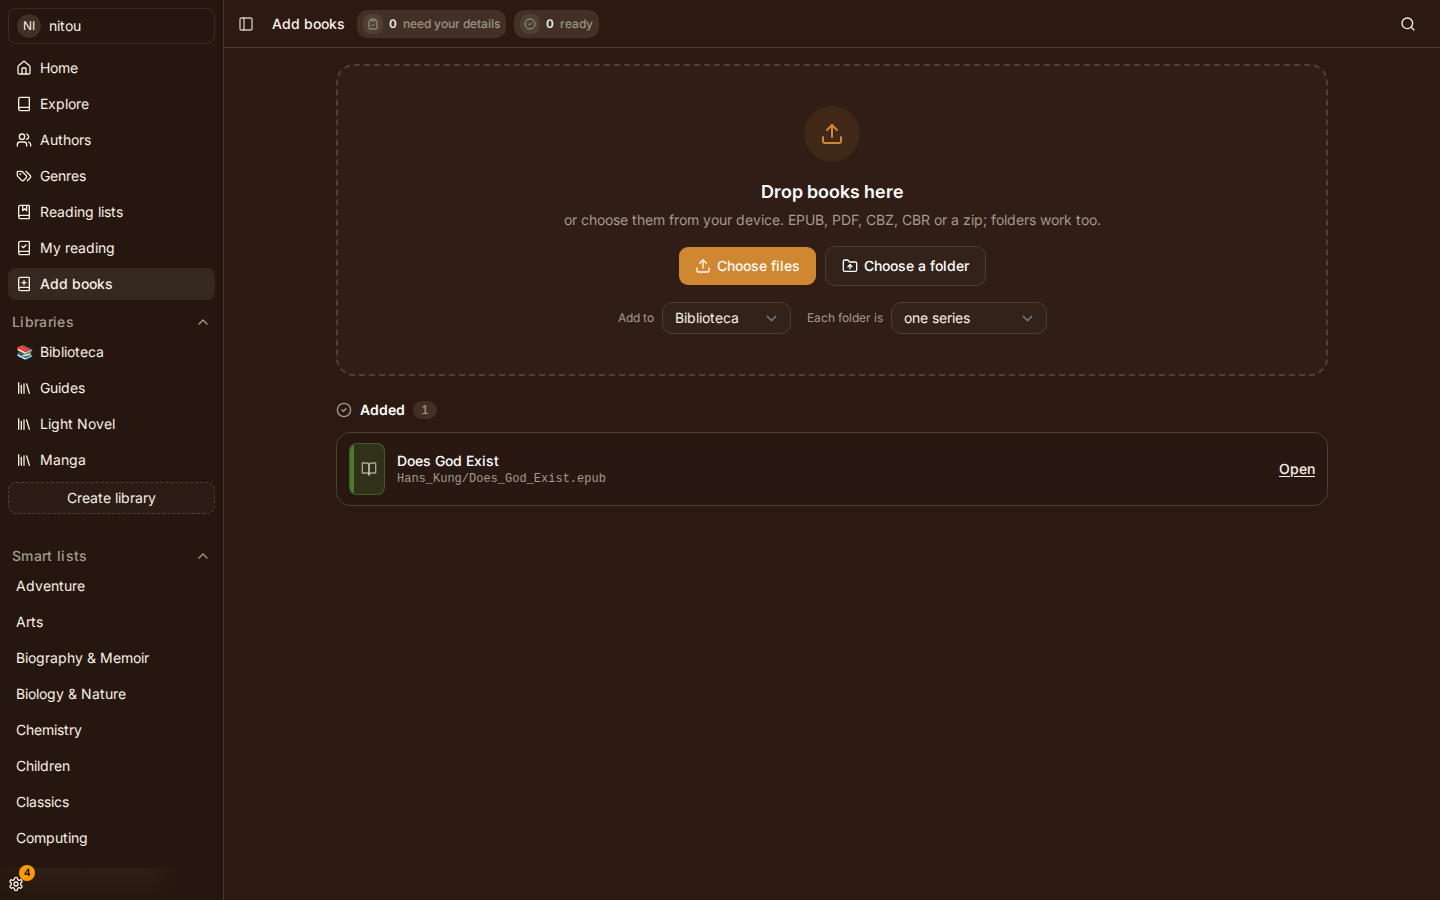 NI nitou
Home
Explore
Authors
Genres
Reading lists
My reading
Add books
Libraries
Biblioteca
Guides
Light Novel
Manga
Create library
Smart lists
Adventure
Arts
Biography & Memoir
Biology & Nature
Chemistry
Children
Classics
Computing
4
Add books 0 need your details 0 ready
Drop books here
or choose them from your device. EPUB, PDF, CBZ, CBR or a zip; folders work too.
Choose files Choose a folder
Add to Biblioteca Each folder is one series
Added 1
Does God Exist
Hans_Kung/Does_God_Exist.epub
Open